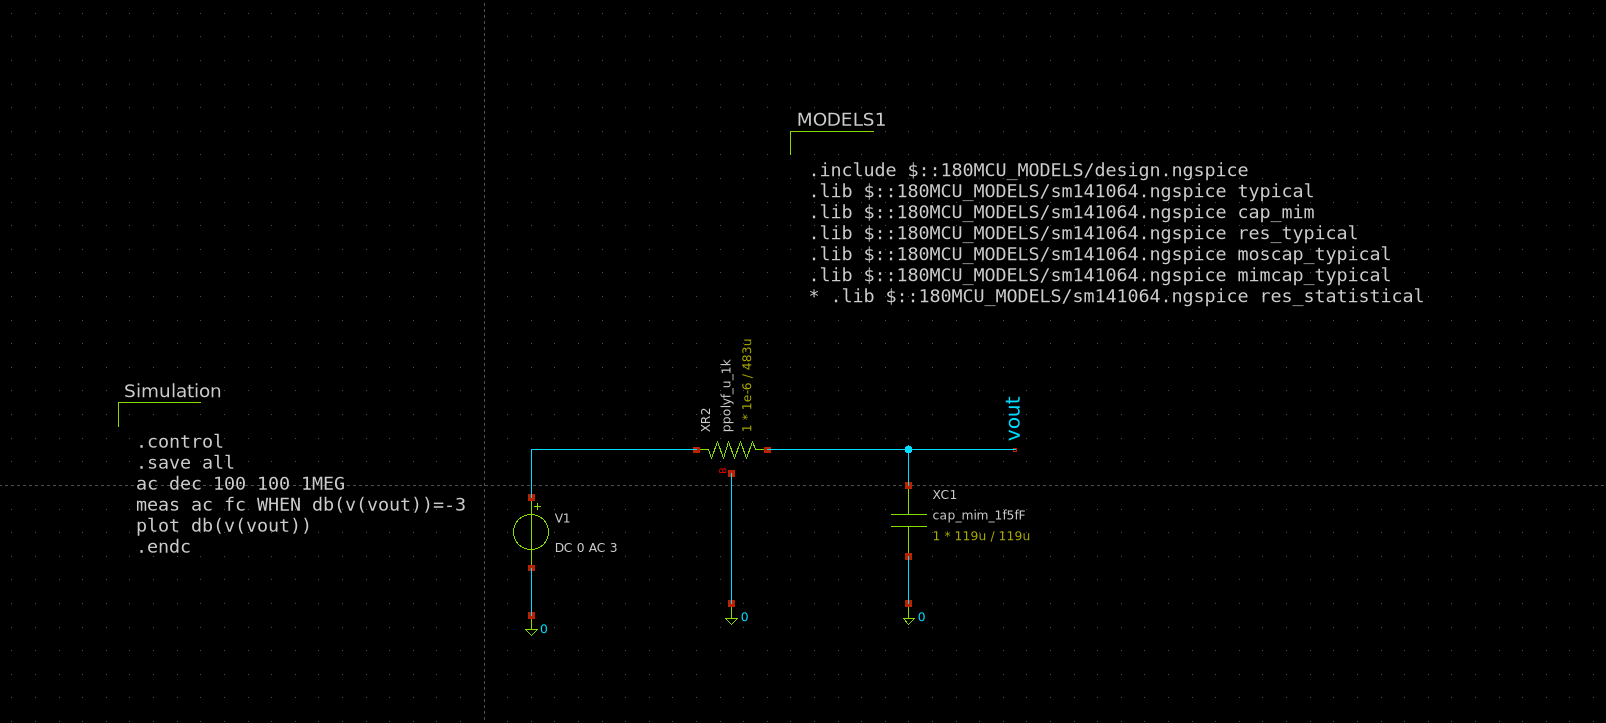 MODELS1
.include $::180MCU_MODELS/design.ngspice
.lib $::180MCU_MODELS/sm141064.ngspice typical
.lib $::180MCU_MODELS/sm141064.ngspice cap_mim
.lib $::180MCU_MODELS/sm141064.ngspice res_typical
.lib $::180MCU_MODELS/sm141064.ngspice moscap_typical
.lib $::180MCU_MODELS/sm141064.ngspice mimcap_typical
* .lib $::180MCU_MODELS/sm141064.ngspice res_statistical
Simulation
.control
.save all
ac dec 100 100 1MEG
meas ac fc WHEN db(v(vout))=-3
plot db(v(vout))
.endc
XR2
ppolyf_u_1k
1 * 1e-6 / 483u
B
vout
+
V1
DC 0 AC 3
XC1
cap_mim_1f5fF
1 * 119u / 119u
0
0
0